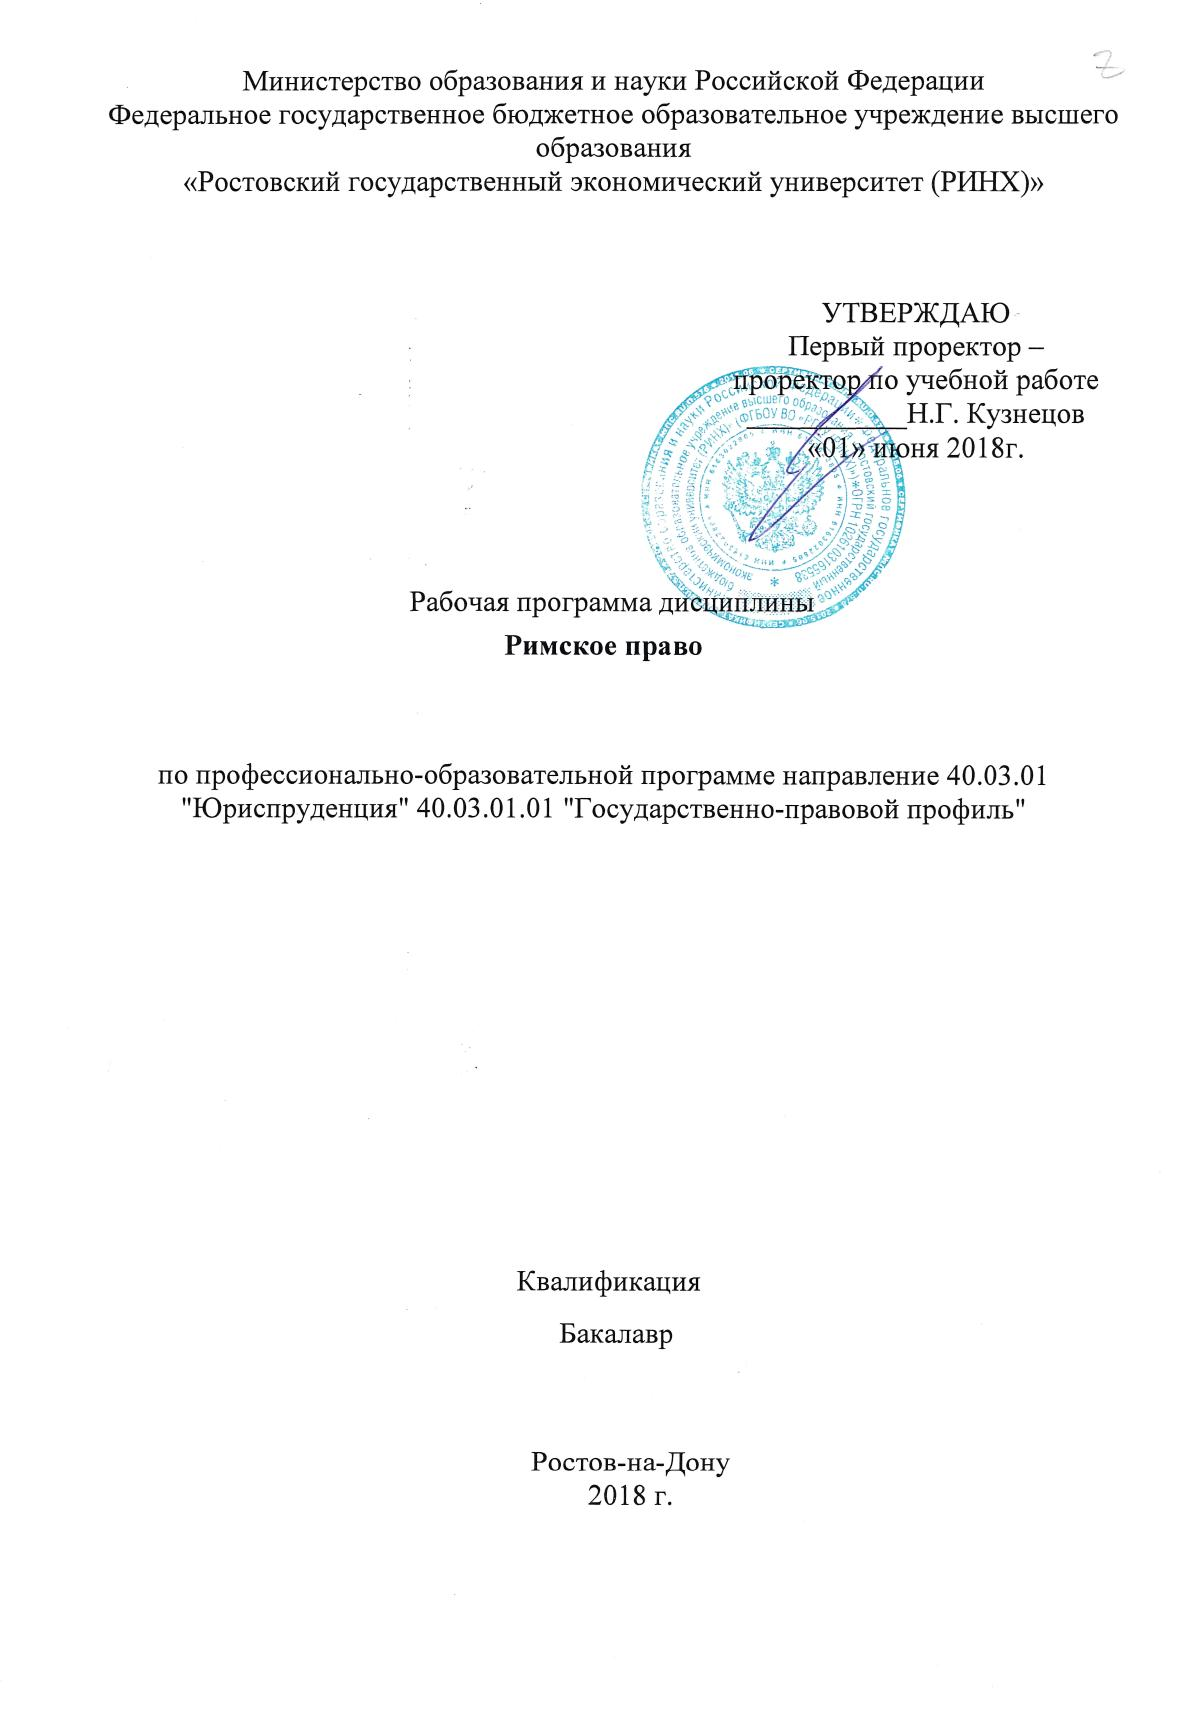 Министерство образования и науки Российской Федерации
Федеральное государственное бюджетное образовательное учреждение высшего
образования
«Ростовский государственный экономический университет (РИНХ)»
УТВЕРЖДАЮ
Первый проректор –
проректор по учебной работе
Н.Г. Кузнецов
«01» июня 2018г.
Рабочая программа дисциплины
Римское право
по профессионально-образовательной программе направление 40.03.01
"Юриспруденция" 40.03.01.01 "Государственно-правовой профиль"
Квалификация
Бакалавр
Ростов-на-Дону
2018 г.